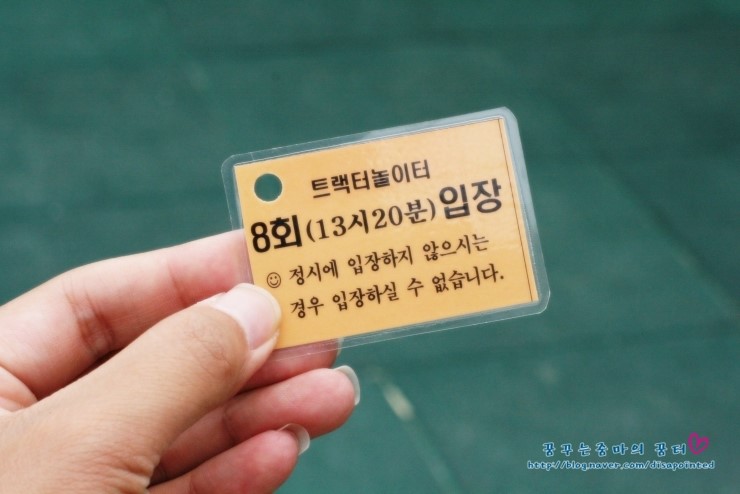 트랙터놀이터
8회(13시20분)입장
☺ 정시에 입장하지 않으시는
경우 입장하실 수 없습니다.
꿈꾸는줌마의 꿈터
http://blog.naver.com/disapointed